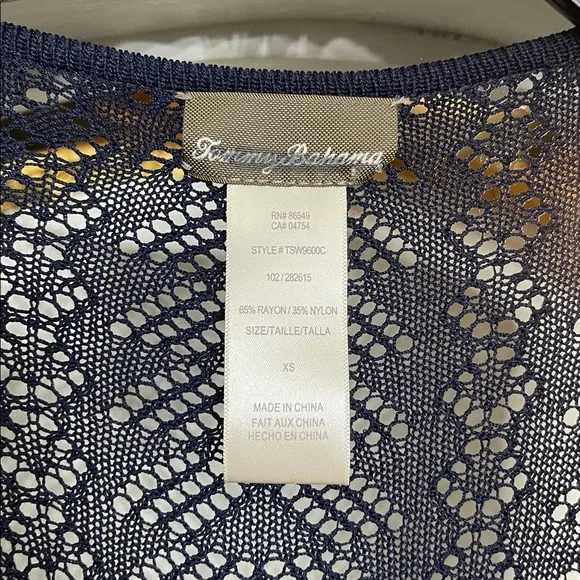 Tommy Bahama
RN# 86549
CA# 04754
STYLE # TSW9600C
102 / 282615
65% RAYON / 35% NYLON
SIZE/TAILLE/TALLA
XS
MADE IN CHINA
FAIT AUX CHINA
HECHO EN CHINA